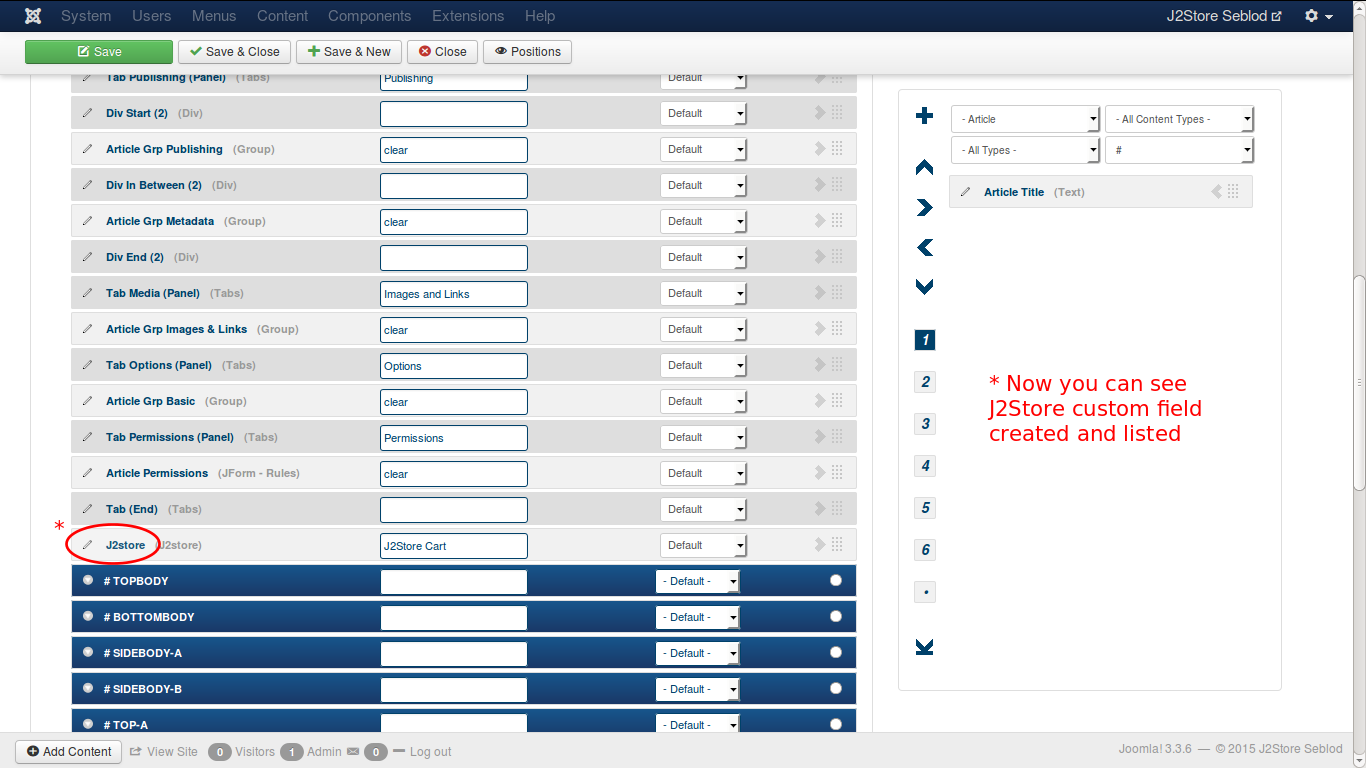 System Users Menus Content Components Extensions Help J2Store Seblod
Save Save & Close Save & New Close Positions
Tab Publishing (Panel) (Tabs) Publishing Default
Div Start (2) (Div) Default
Article Grp Publishing (Group) clear Default
Div In Between (2) (Div) Default
Article Grp Metadata (Group) clear Default
Div End (2) (Div) Default
Tab Media (Panel) (Tabs) Images and Links Default
Article Grp Images & Links (Group) clear Default
Tab Options (Panel) (Tabs) Options Default
Article Grp Basic (Group) clear Default
Tab Permissions (Panel) (Tabs) Permissions Default
Article Permissions (JForm - Rules) clear Default
Tab (End) (Tabs) Default
*
J2store (J2store) J2Store Cart Default
# TOPBODY - Default -
# BOTTOMBODY - Default -
# SIDEBODY-A - Default -
# SIDEBODY-B - Default -
# TOP-A - Default -
- Article - All Content Types -
- All Types - #
Article Title (Text)
1
2
3
4
5
6
* Now you can see
J2Store custom field
created and listed
Add Content View Site 0 Visitors 1 Admin 0 Log out Joomla! 3.3.6 — © 2015 J2Store Seblod